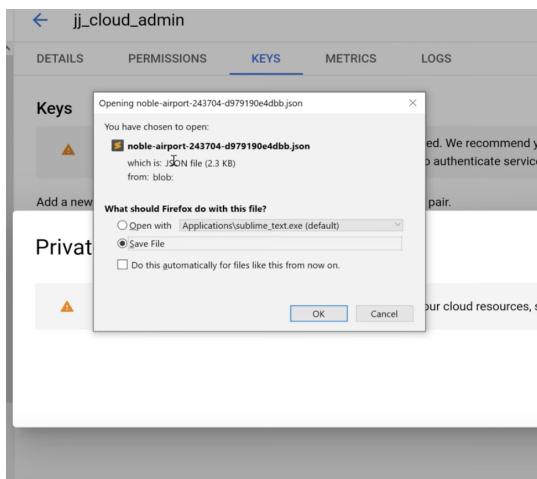 jj_cloud_admin
DETAILS PERMISSIONS KEYS METRICS LOGS
Keys
Opening noble-airport-243704-d979190e4dbb.json
You have chosen to open:
noble-airport-243704-d979190e4dbb.json
which is: JSON file (2.3 KB)
from: blob:
ed. We recommend y
o authenticate service
Add a new
pair.
What should Firefox do with this file?
Open with Applications\sublime_text.exe (default)
Save File
Do this automatically for files like this from now on.
OK Cancel
Privat
our cloud resources, s